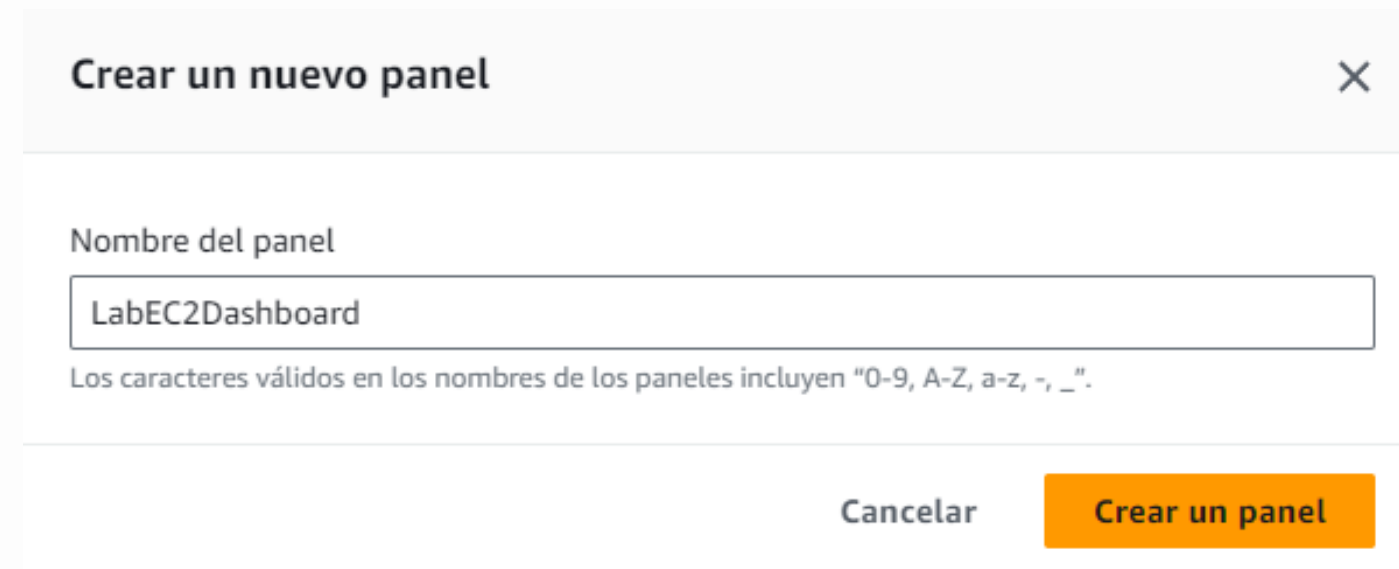 Crear un nuevo panel
Nombre del panel
LabEC2Dashboard
Los caracteres válidos en los nombres de los paneles incluyen “0-9, A-Z, a-z, -, _”.
Cancelar
Crear un panel